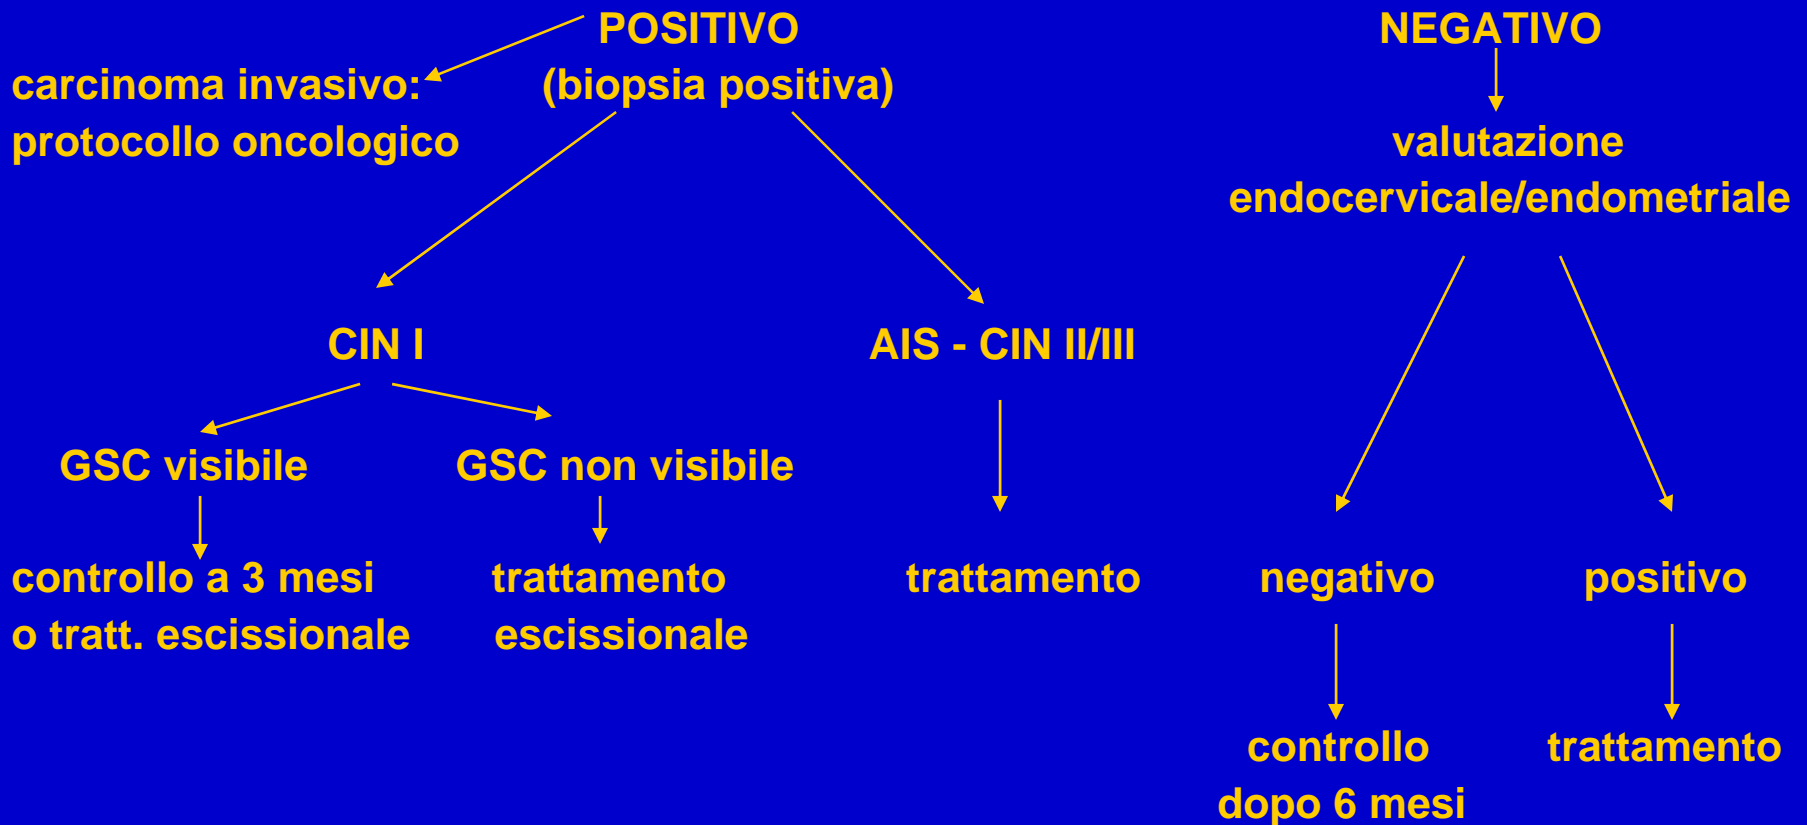 POSITIVO
NEGATIVO
carcinoma invasivo:
(biopsia positiva)
protocollo oncologico
valutazione
endocervicale/endometriale
CIN I
AIS - CIN II/III
GSC visibile
GSC non visibile
controllo a 3 mesi
o tratt. escissionale
trattamento
escissionale
trattamento
negativo
positivo
controllo
dopo 6 mesi
trattamento